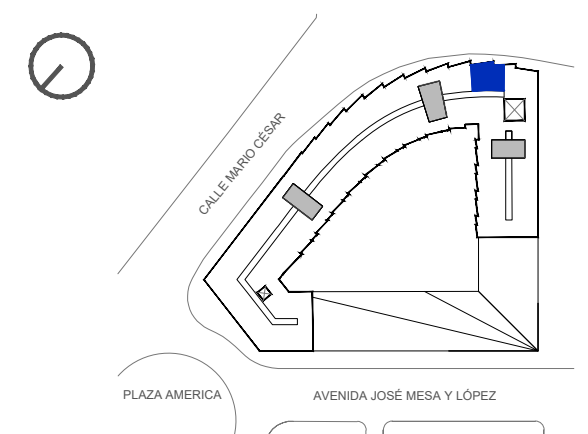 CALLE MARIO CÉSAR
PLAZA AMERICA
AVENIDA JOSÉ MESA Y LÓPEZ